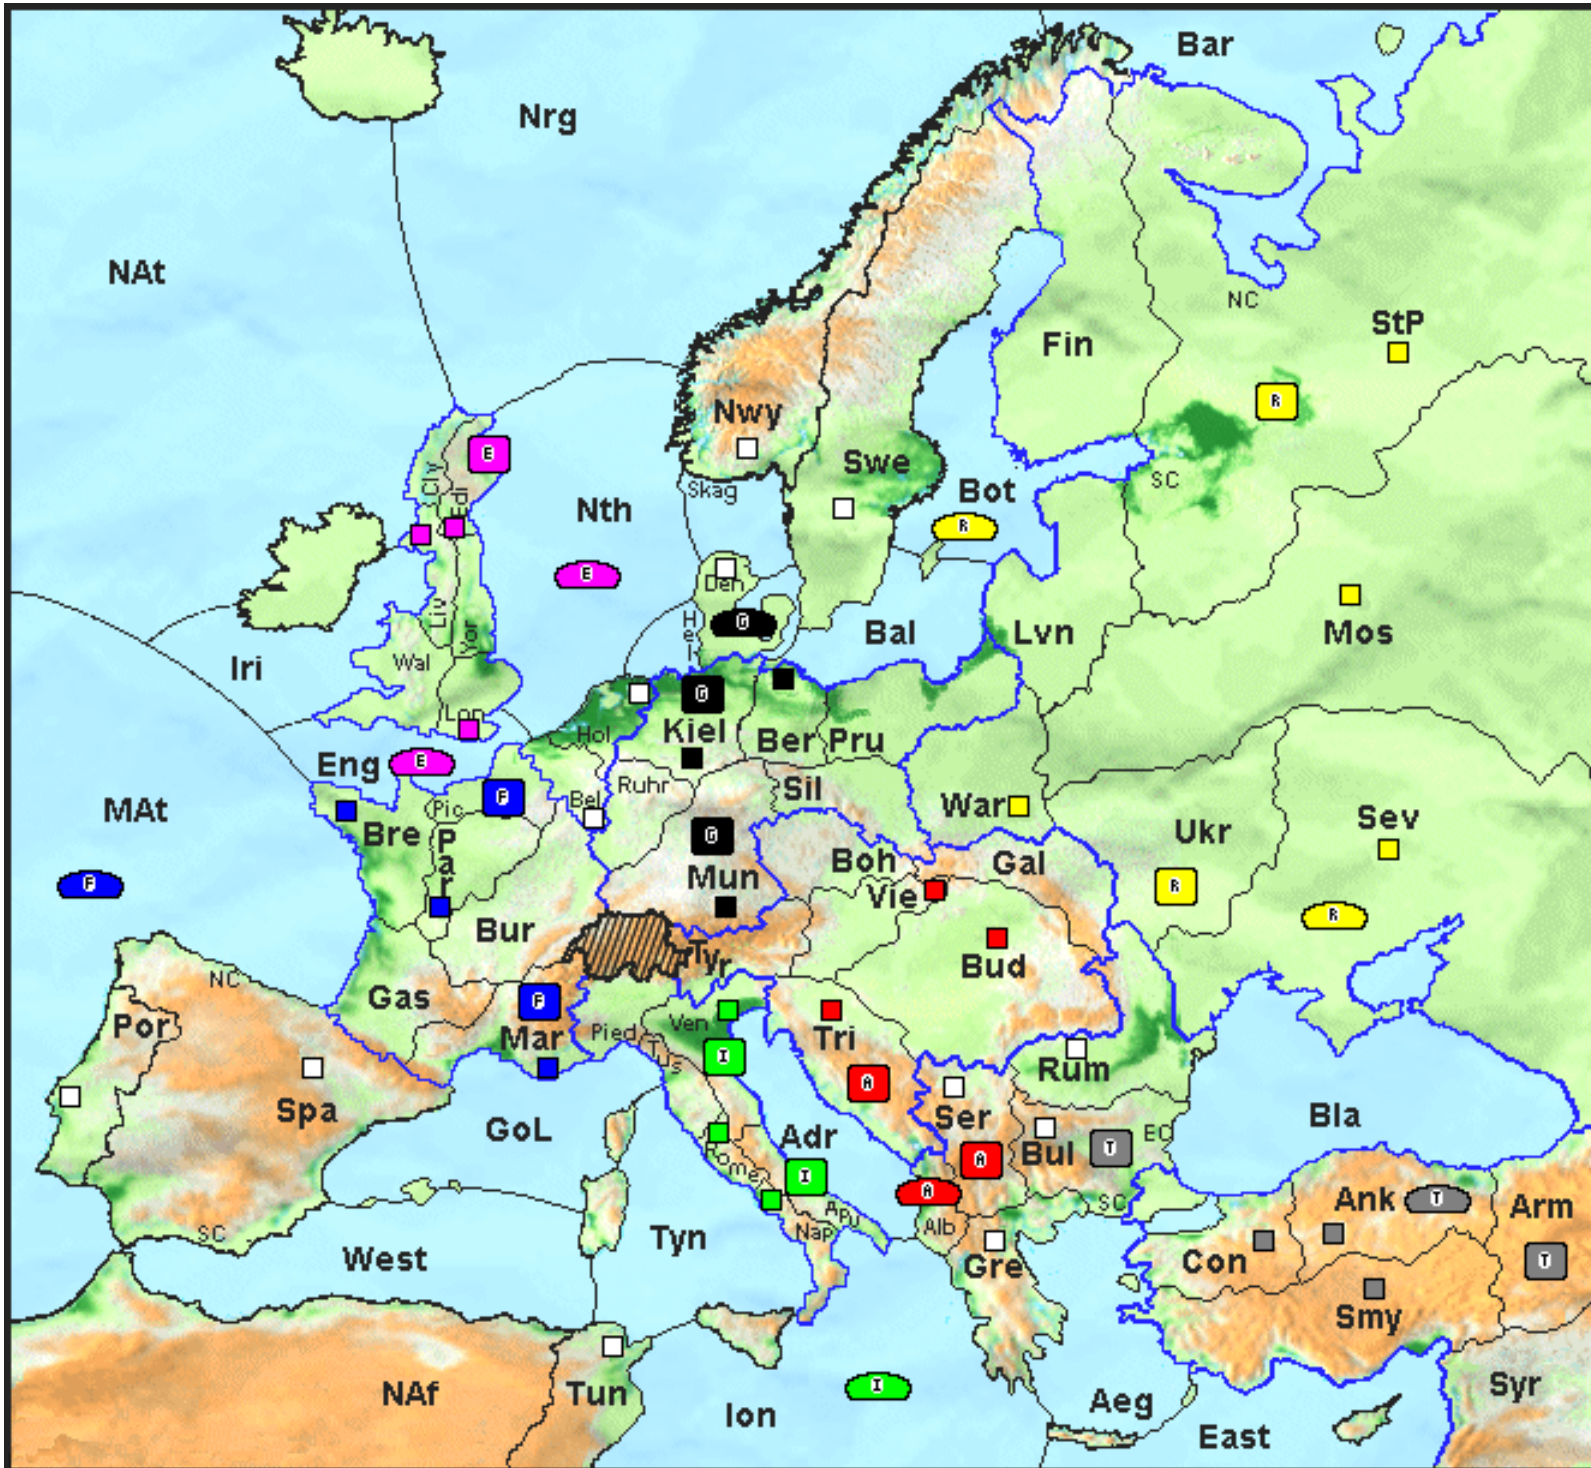 Bar
Nrg
NAt
NC
StP
Fin
Nwy
Swe
R
E
Cly
Edi
Skag
Bot
SC
Nth
R
E
Den
Mos
G
Hel
Bal
Lvn
Liv
Yor
Iri
Wal
G
Lon
Hol
Kiel
Ber
Pru
Eng
E
Ruhr
Sil
F
Bel
War
MAt
Pic
Bre
Par
G
Ukr
Sev
Boh
Gal
F
Mun
Vie
R
R
Bur
Tyr
Bud
NC
Gas
F
Por
Mar
Pied
Ven
Tri
Tus
I
Rum
A
Spa
Ser
GoL
Adr
Bla
Bul
EC
T
Rome
I
A
A
SC
Ank
T
Arm
Apu
Alb
SC
Nap
Tyn
West
Gre
Con
T
Smy
NAf
Tun
I
Syr
Ion
Aeg
East